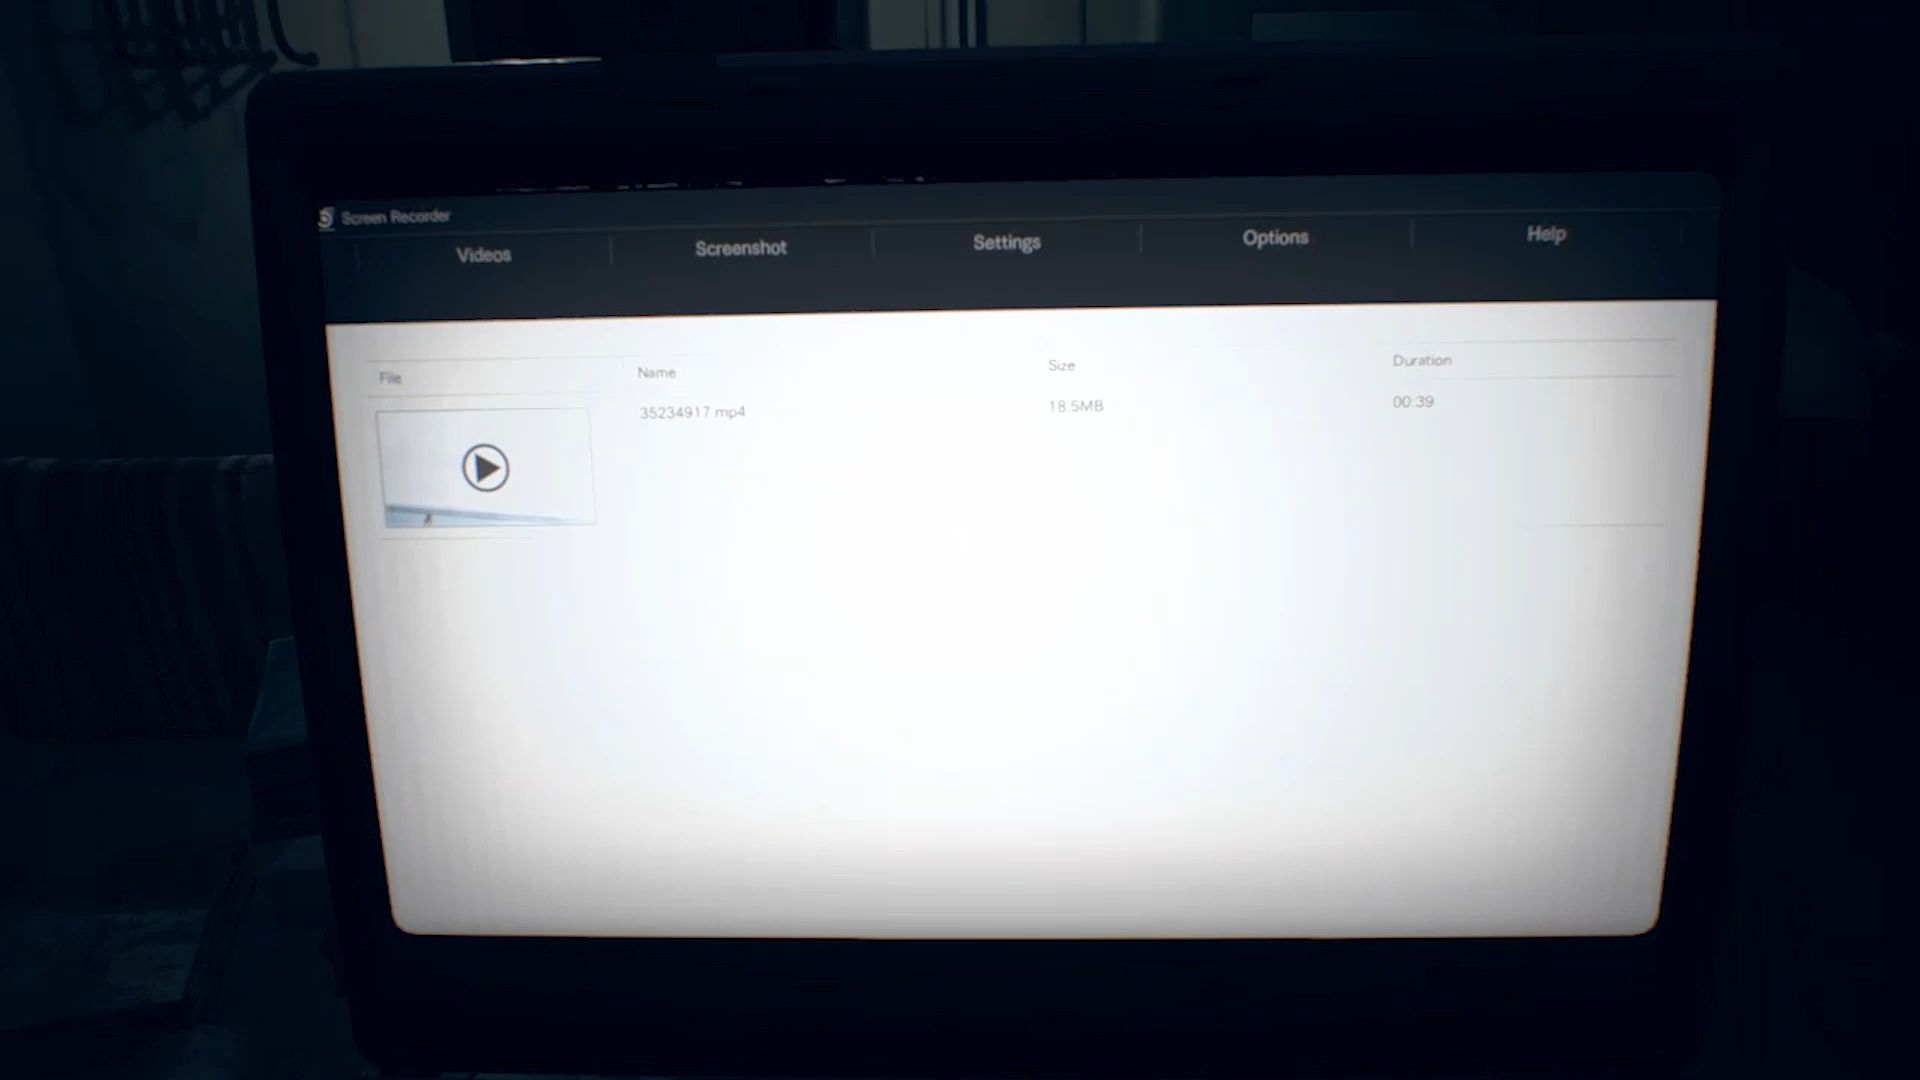 Screen Recorder
Videos Screenshot Settings Options Help
File Name Size Duration
35234917.mp4 18.5MB 00:39